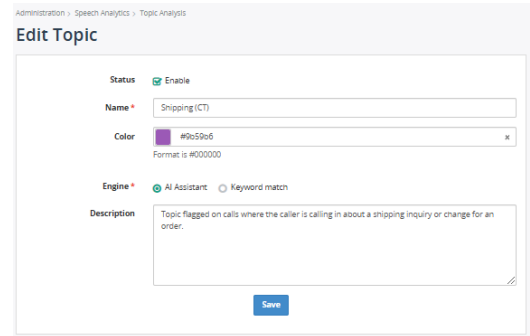 Administration > Speech Analytics > Topic Analysis
Edit Topic
Status Enable
Name * Shipping (CT)
Color #9b59b6 ×
Format is #000000
Engine * AI Assistant Keyword match
Description Topic flagged on calls where the caller is calling in about a shipping inquiry or change for an
order.
Save